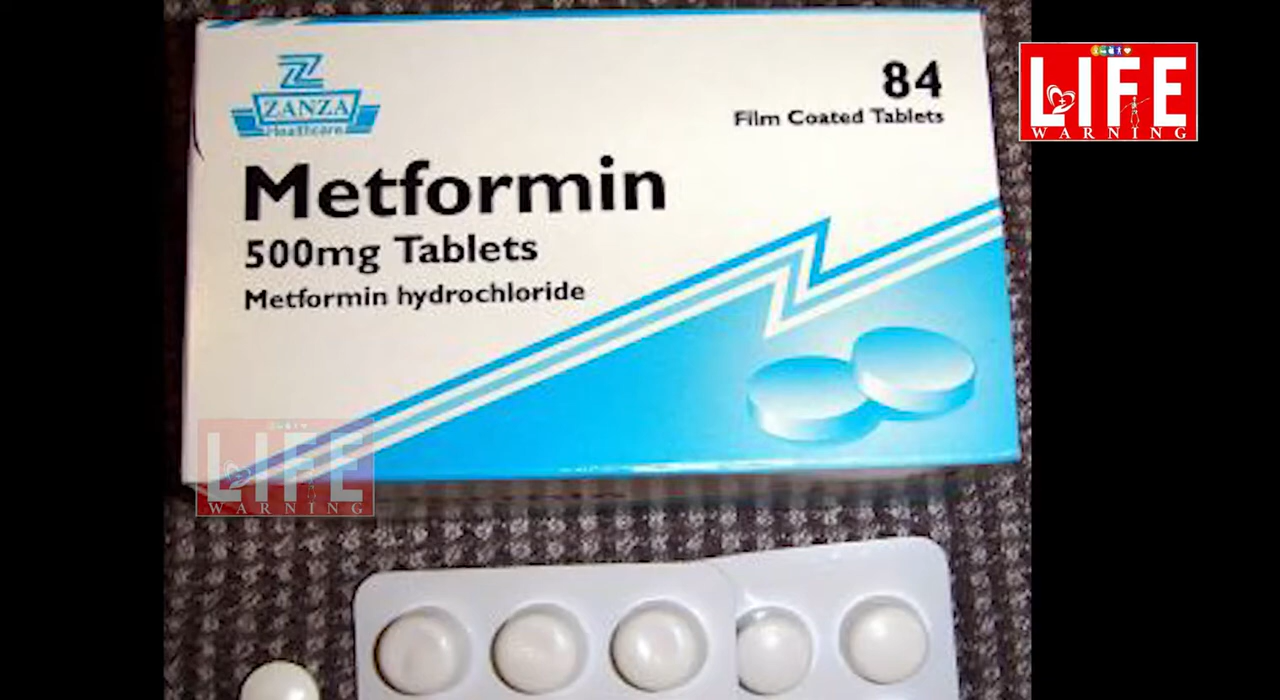 ZANZA
Healthcare
84
Film Coated Tablets
Metformin
500mg Tablets
Metformin hydrochloride
LIFE
WARNING
LIFE
WARNING